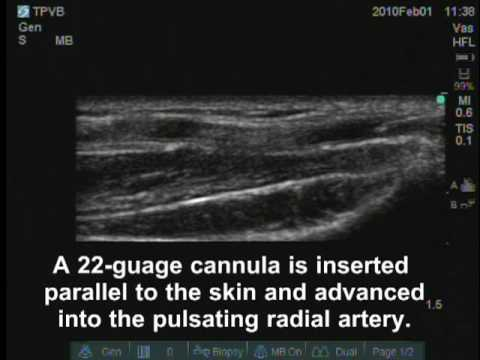 TPVB 2010Feb01 11:38
Gen Vas
S MB HFL
99%
MI
0.6
TIS
0.1
A
B
A 22-guage cannula is inserted
parallel to the skin and advanced
into the pulsating radial artery.
1.5
Gen 0 Biopsy MB On Dual Page 1/2